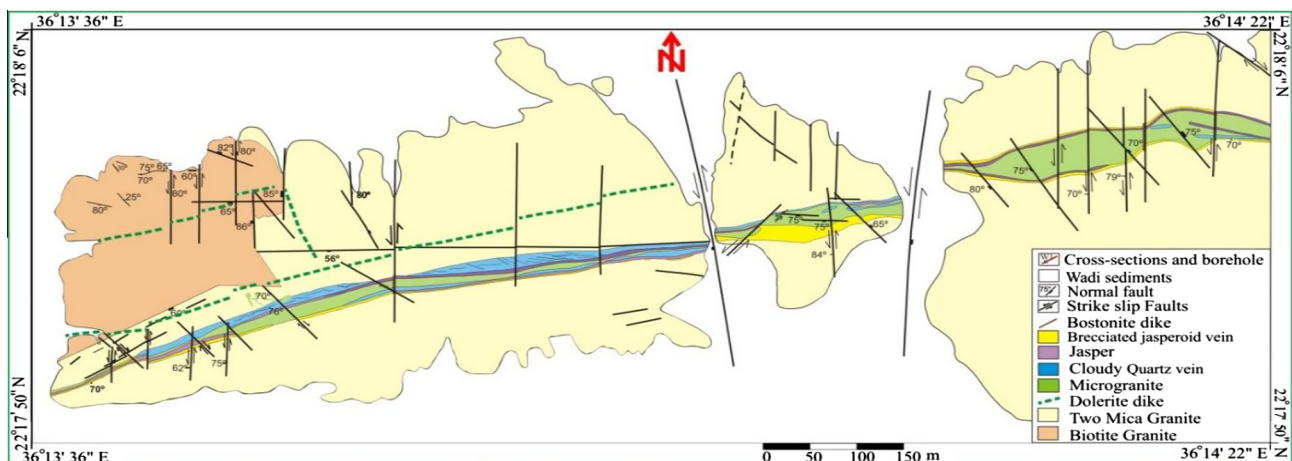 36°13' 36" E
36°14' 22" E
22°18' 6" N
22°18' 6" N
N
82°
80°
75° 65°
70°
60°
80°
25°
80°
85°
65°
86°
80°
56°
70°
76°
60°
62°
75°
70°
75°
75°
65°
84°
80°
75°
70°
70°
79°
75°
70°
Cross-sections and borehole
Wadi sediments
75° Normal fault
Strike slip Faults
Bostonite dike
Brecciated jasperoid vein
Jasper
Cloudy Quartz vein
Microgranite
Dolerite dike
Two Mica Granite
Biotite Granite
22°17' 50" N
22°17' 50" N
36°13' 36" E
36°14' 22" E
0 50 100 150 m